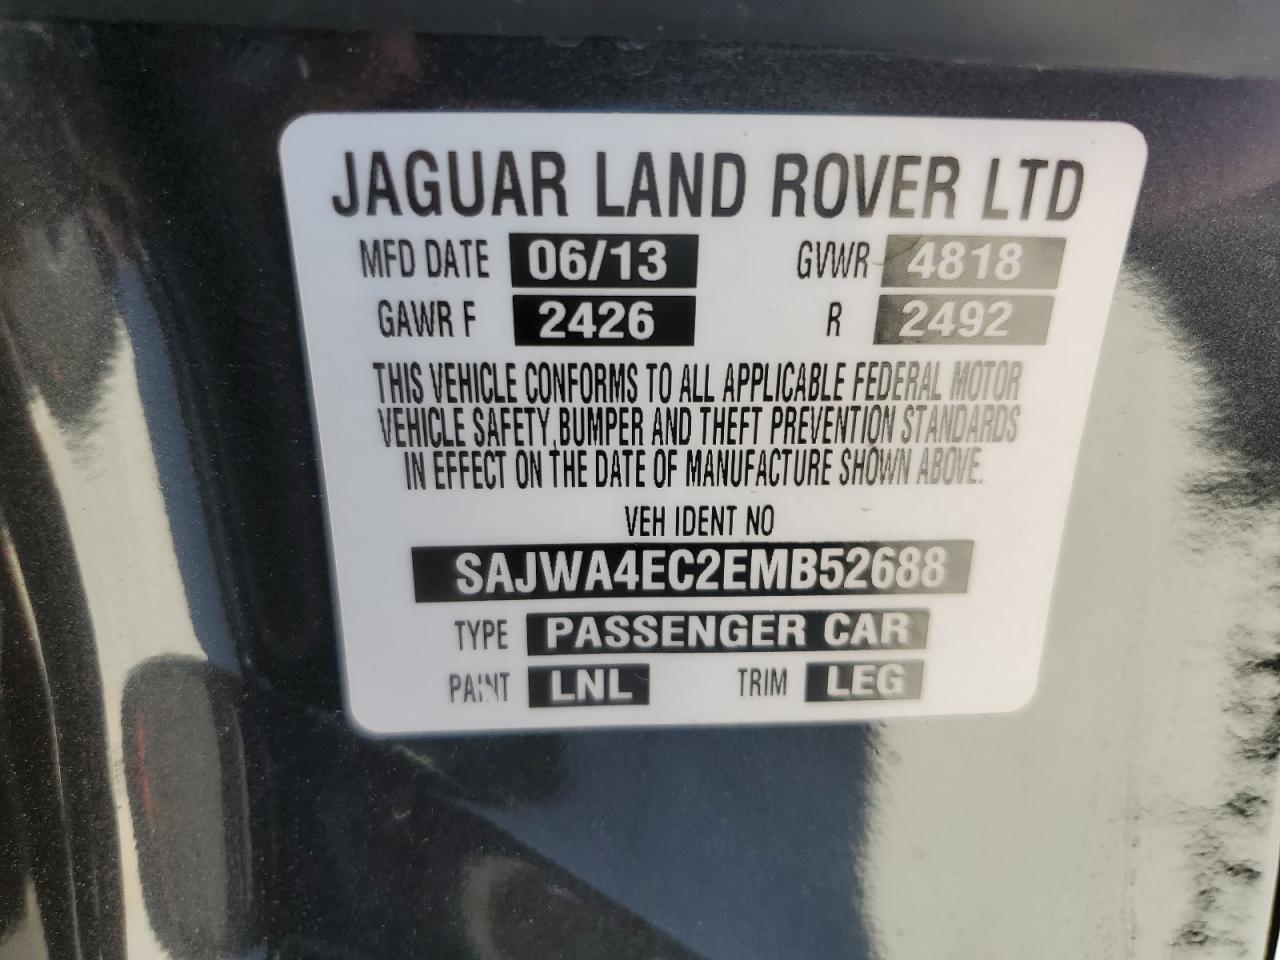 JAGUAR LAND ROVER LTD
MFD DATE 06/13 GVWR 4818
GAWR F 2426 R 2492
THIS VEHICLE CONFORMS TO ALL APPLICABLE FEDERAL MOTOR
VEHICLE SAFETY, BUMPER AND THEFT PREVENTION STANDARDS
IN EFFECT ON THE DATE OF MANUFACTURE SHOWN ABOVE.
VEH IDENT NO
SAJWA4EC2EMB52688
TYPE PASSENGER CAR
PAINT LNL TRIM LEG